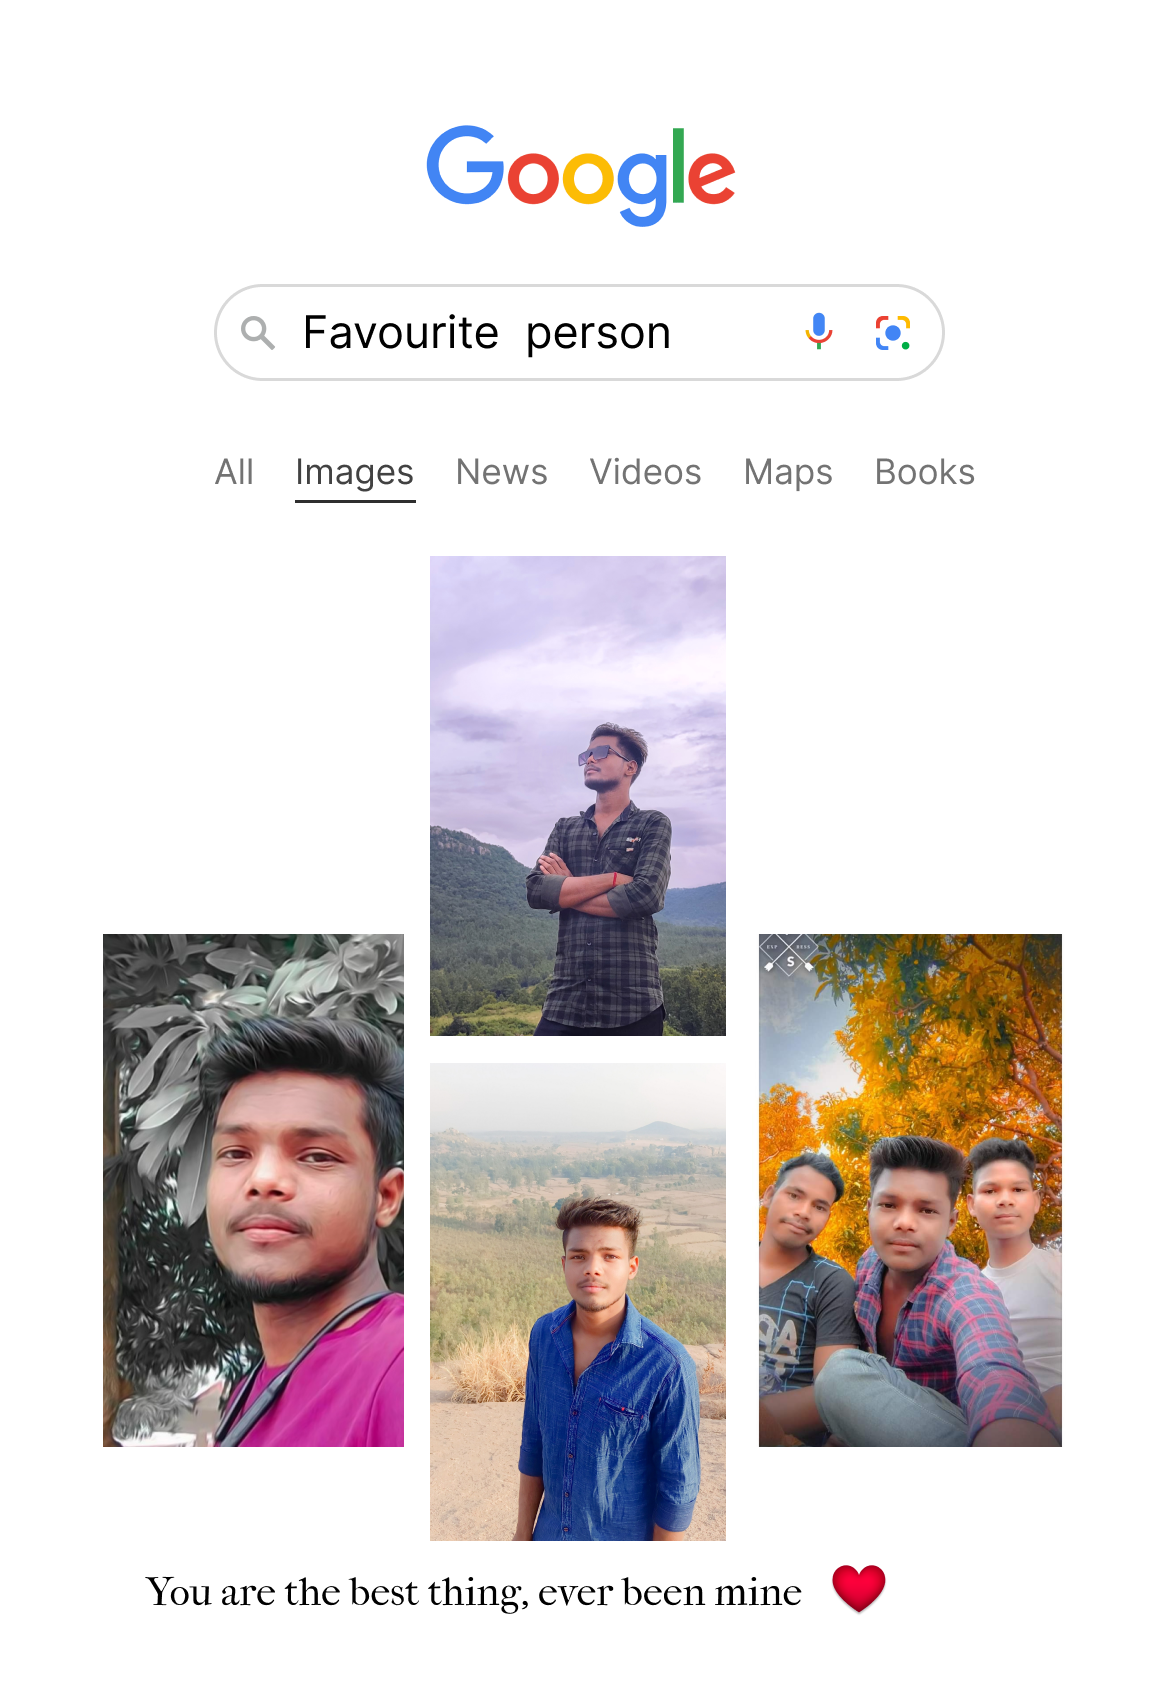 Google
Favourite person
All Images News Videos Maps Books
S
You are the best thing, ever been mine